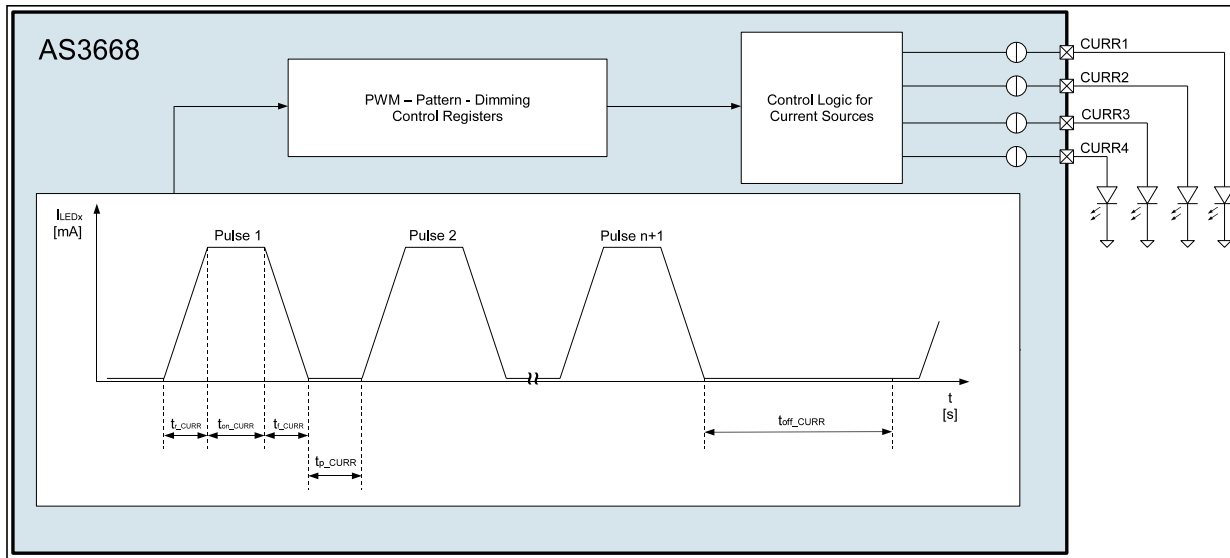 AS3668
PWM – Pattern - Dimming
Control Registers
Control Logic for
Current Sources
CURR1
CURR2
CURR3
CURR4
ILEDx
[mA]
Pulse 1
Pulse 2
Pulse n+1
t
[s]
tr_CURR
ton_CURR
tf_CURR
toff_CURR
tp_CURR